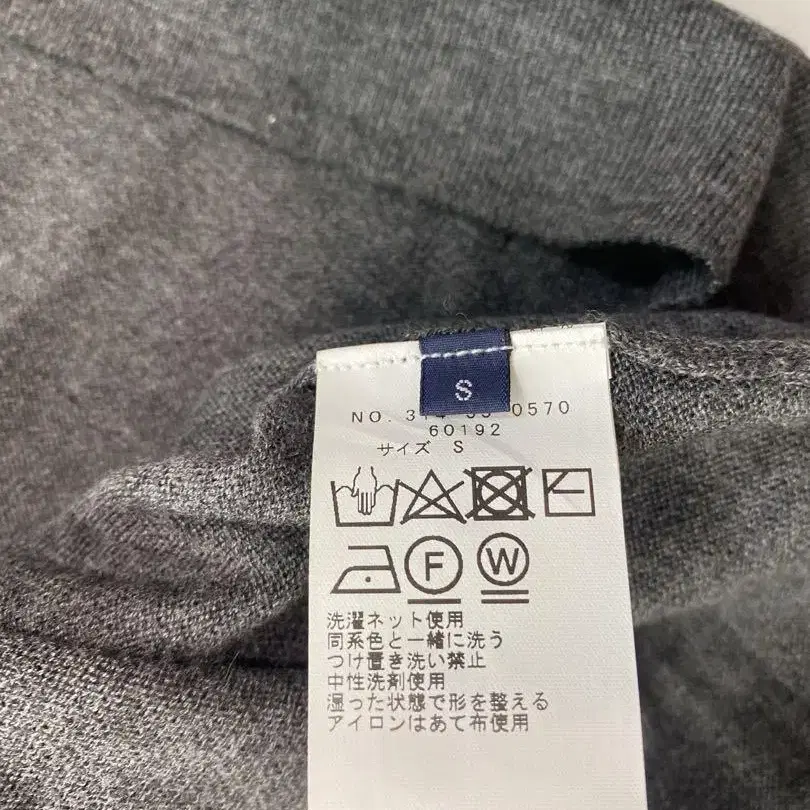 S
NO. 0570
60192
サイズ S
F
W
洗濯ネット使用
同系色と一緒に洗う
つけ置き洗い禁止
中性洗剤使用
湿った状態で形を整える
アイロンはあて布使用